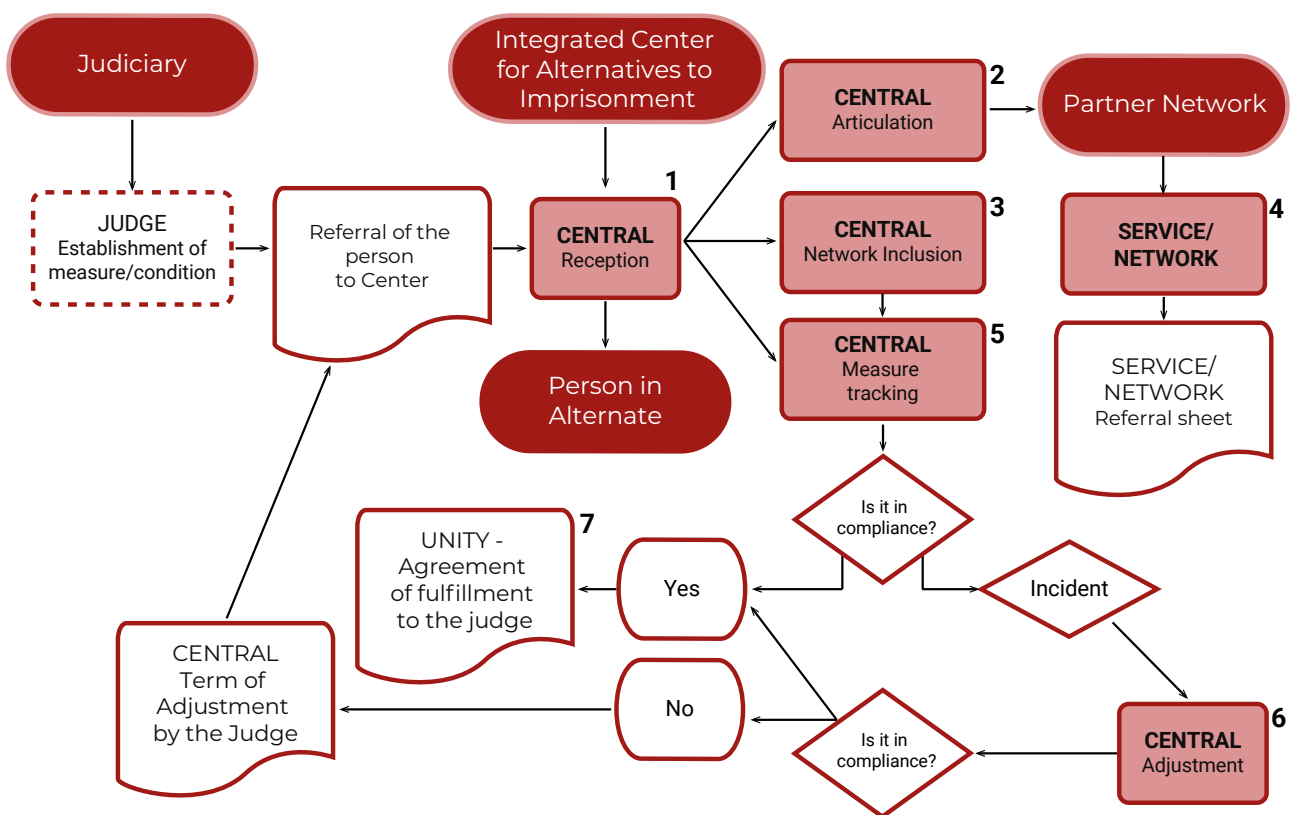 Judiciary
JUDGE
Establishment of
measure/condition
Referral of the
person
to Center
Integrated Center
for Alternatives to
Imprisonment
1
CENTRAL
Reception
Person in
Alternate
2
CENTRAL
Articulation
Partner Network
3
CENTRAL
Network Inclusion
4
SERVICE/
NETWORK
SERVICE/
NETWORK
Referral sheet
5
CENTRAL
Measure
tracking
Is it in
compliance?
Incident
6
CENTRAL
Adjustment
Is it in
compliance?
Yes
No
7
UNITY -
Agreement
of fulfillment
to the judge
CENTRAL
Term of
Adjustment
by the Judge